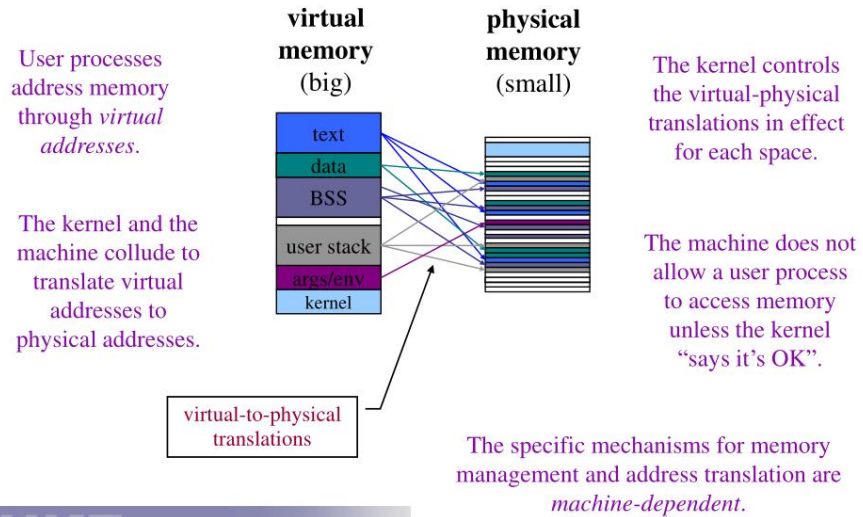 virtual
memory
(big)
physical
memory
(small)
User processes
address memory
through virtual
addresses.
The kernel and the
machine collude to
translate virtual
addresses to
physical addresses.
text
data
BSS
user stack
args/env
kernel
virtual-to-physical
translations
The kernel controls
the virtual-physical
translations in effect
for each space.
The machine does not
allow a user process
to access memory
unless the kernel
“says it’s OK”.
The specific mechanisms for memory
management and address translation are
machine-dependent.